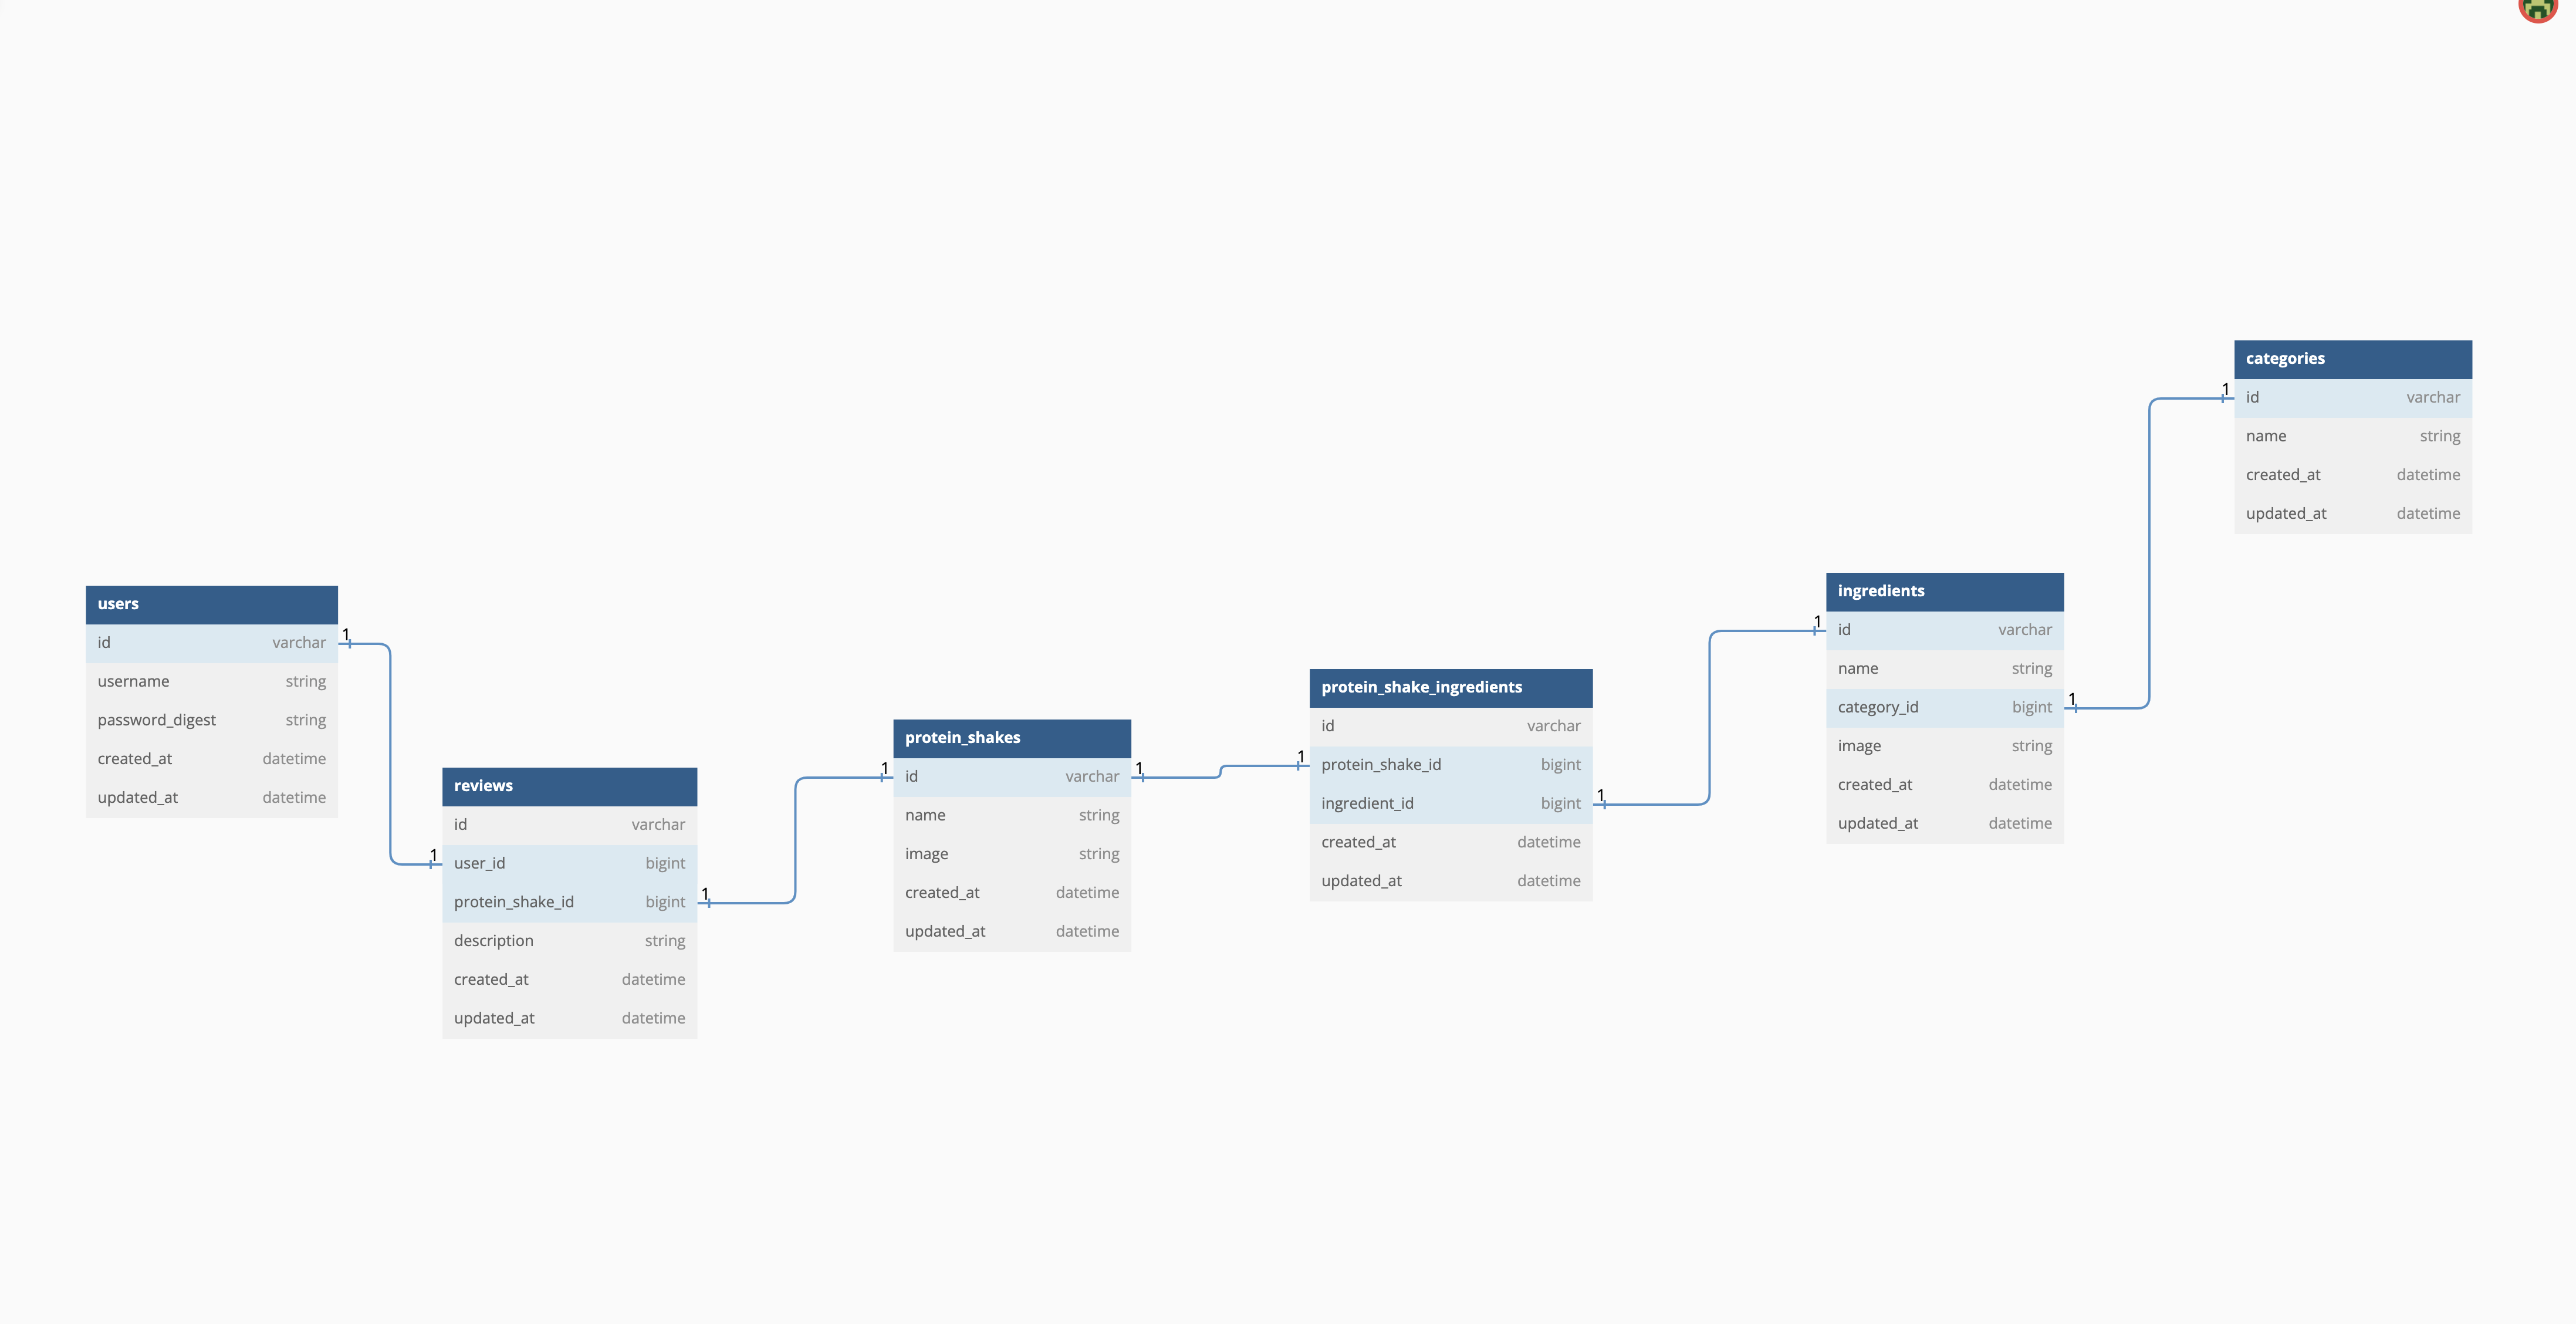 users
id varchar
username string
password_digest string
created_at datetime
updated_at datetime
1
1
reviews
id varchar
user_id bigint
protein_shake_id bigint
description string
created_at datetime
updated_at datetime
1
1
protein_shakes
id varchar
name string
image string
created_at datetime
updated_at datetime
1
1
protein_shake_ingredients
id varchar
protein_shake_id bigint
ingredient_id bigint
created_at datetime
updated_at datetime
1
1
ingredients
id varchar
name string
category_id bigint
image string
created_at datetime
updated_at datetime
1
1
categories
id varchar
name string
created_at datetime
updated_at datetime